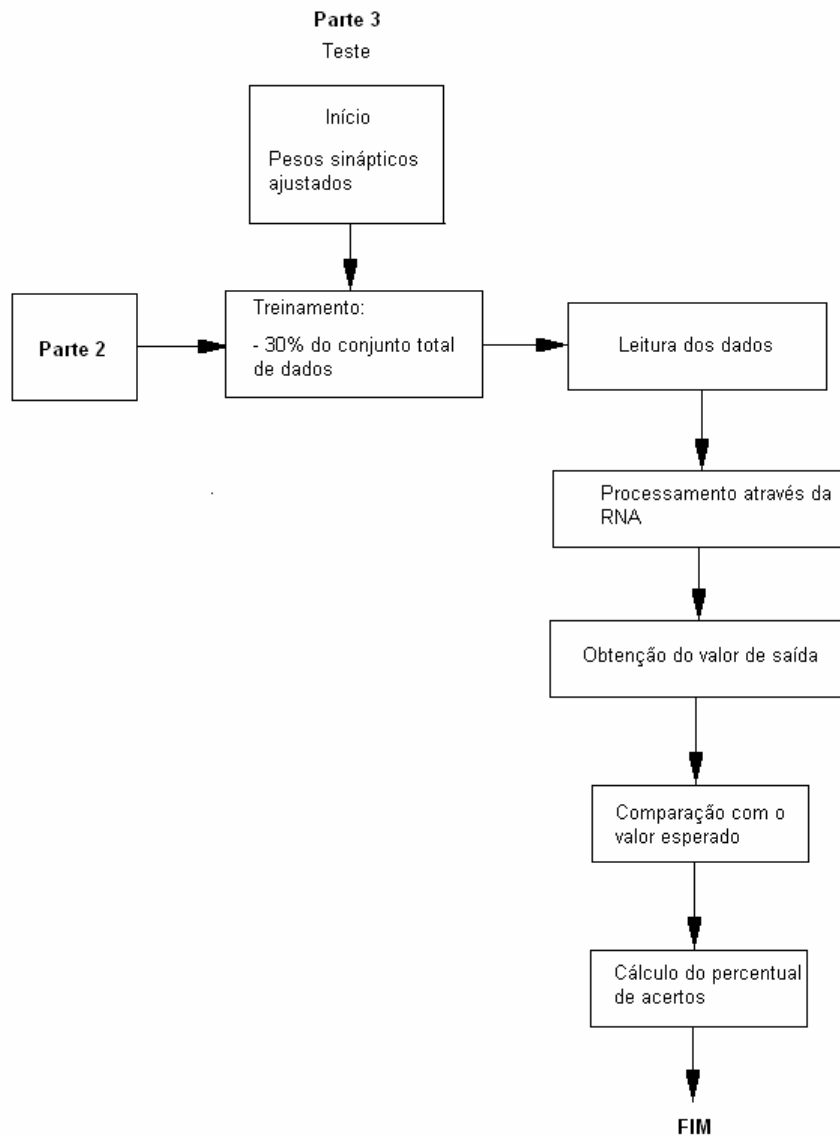 Parte 3
Teste
Início
Pesos sinápticos
ajustados
Parte 2
Treinamento:
- 30% do conjunto total
de dados
Leitura dos dados
Processamento através da
RNA
Obtenção do valor de saída
Comparação com o
valor esperado
Cálculo do percentual
de acertos
FIM